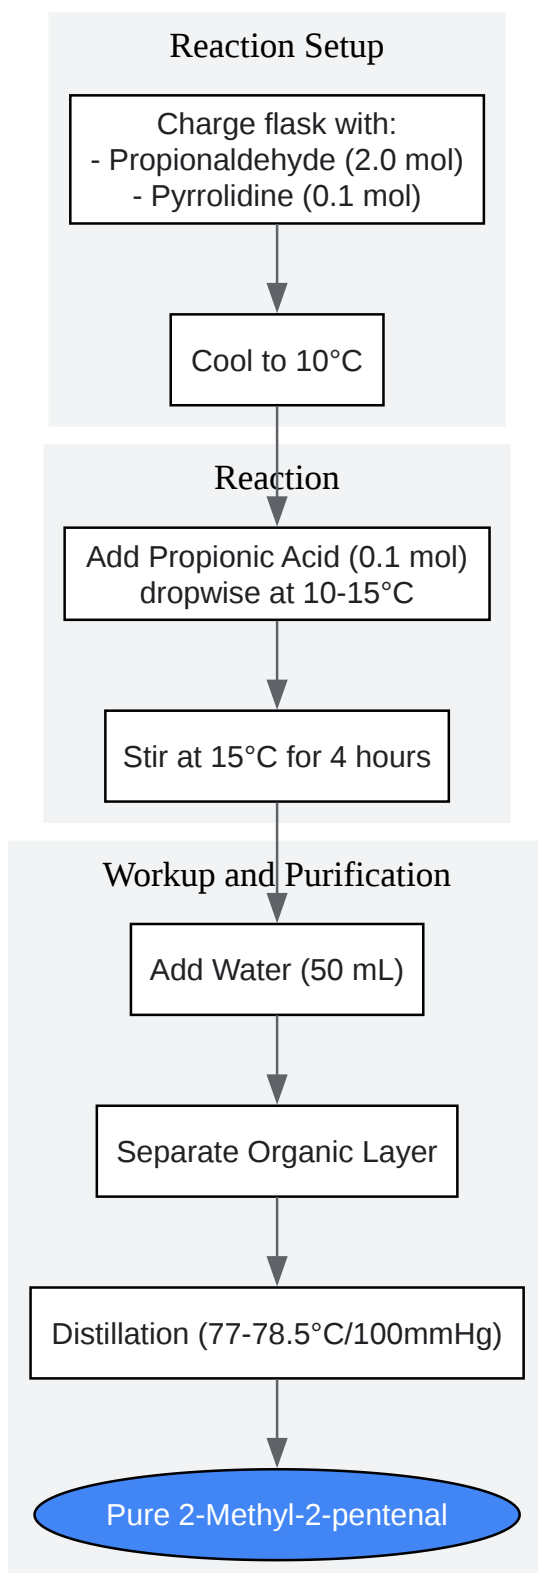 Reaction Setup
Charge flask with:
- Propionaldehyde (2.0 mol)
- Pyrrolidine (0.1 mol)
Cool to 10°C
Reaction
Add Propionic Acid (0.1 mol)
dropwise at 10-15°C
Stir at 15°C for 4 hours
Workup and Purification
Add Water (50 mL)
Separate Organic Layer
Distillation (77-78.5°C/100mmHg)
Pure 2-Methyl-2-pentenal